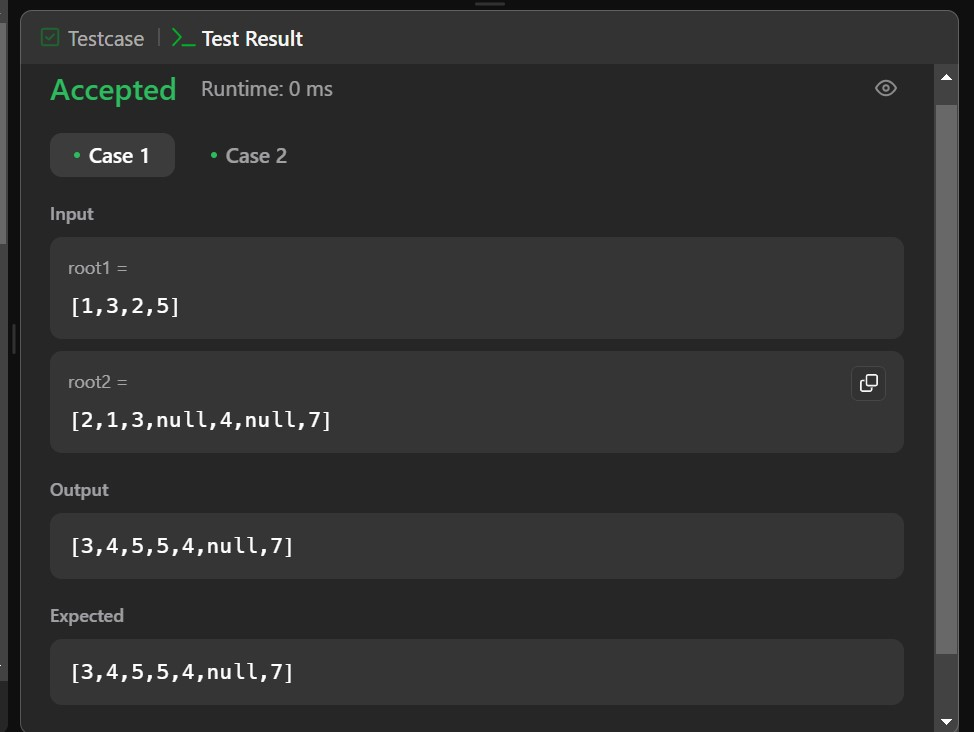 Testcase | Test Result
Accepted Runtime: 0 ms
• Case 1 • Case 2
Input
root1 =
[1,3,2,5]
root2 =
[2,1,3,null,4,null,7]
Output
[3,4,5,5,4,null,7]
Expected
[3,4,5,5,4,null,7]